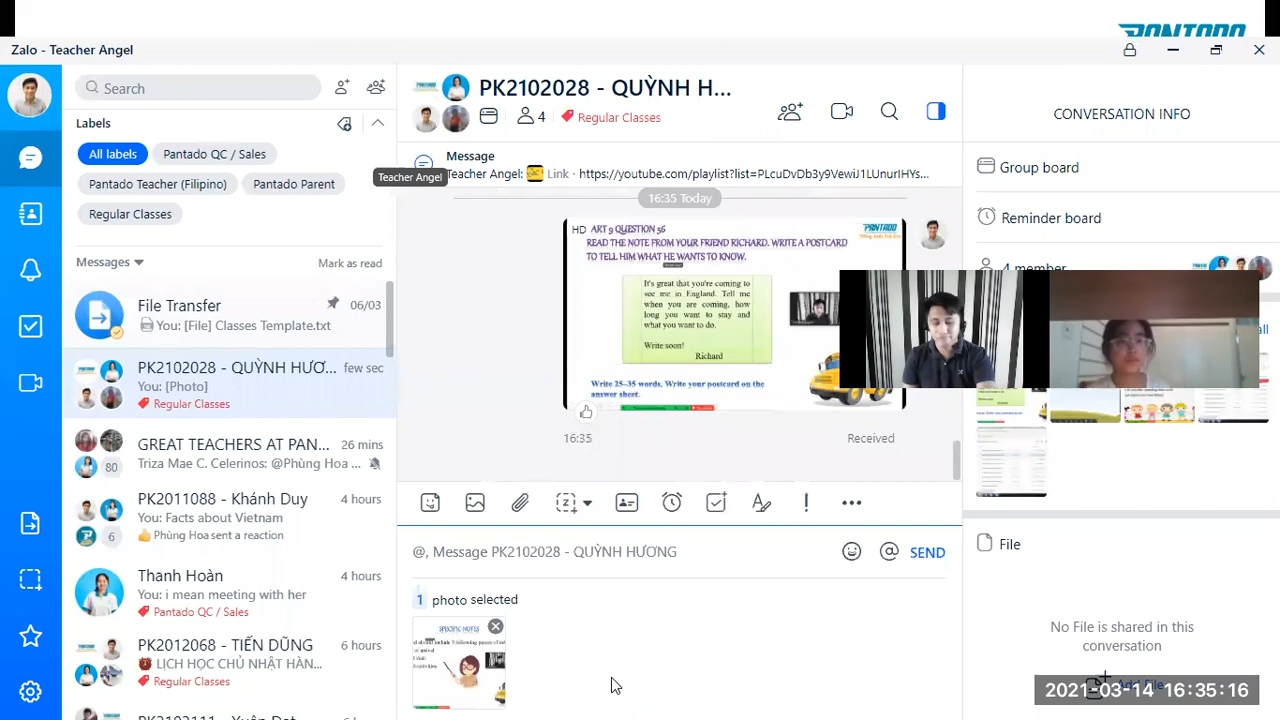 PANTADO
Zalo - Teacher Angel
Search
Labels
All labels
Pantado QC / Sales
Pantado Teacher (Filipino)
Pantado Parent
Regular Classes
Messages
Mark as read
File Transfer
06/03
You: [File] Classes Template.txt
PK2102028 - QUỲNH HƯƠ...
few sec
You: [Photo]
Regular Classes
GREAT TEACHERS AT PAN...
26 mins
Triza Mae C. Celerinos: @Phùng Hoa ...
80
PK2011088 - Khánh Duy
4 hours
You: Facts about Vietnam
Phùng Hoa sent a reaction
6
Thanh Hoàn
4 hours
You: i mean meeting with her
Pantado QC / Sales
PK2012068 - TIẾN DŨNG
6 hours
LỊCH HỌC CHỦ NHẬT HÀN...
Regular Classes
Teacher Angel
PK2102028 - QUỲNH H...
4
Regular Classes
Message
Teacher Angel: Link · https://youtube.com/playlist?list=PLcuDvDb3y9VewiJ1LUnurIHYs...
16:35 Today
HD
ART 9 QUESTION 56
PANTADO
READ THE NOTE FROM YOUR FRIEND RICHARD. WRITE A POSTCARD
TO TELL HIM WHAT HE WANTS TO KNOW.
It's great that you're coming to
see me in England. Tell me
when you are coming, how
long you want to stay and
what you want to do.
Write soon!
Richard
Write 25-35 words. Write your postcard on the
answer sheet.
16:35
Received
@, Message PK2102028 - QUỲNH HƯƠNG
SEND
1 photo selected
SPECIFIC NOTES
CONVERSATION INFO
Group board
Reminder board
4 member
File
No File is shared in this
conversation
Add File
2021-03-14 16:35:16